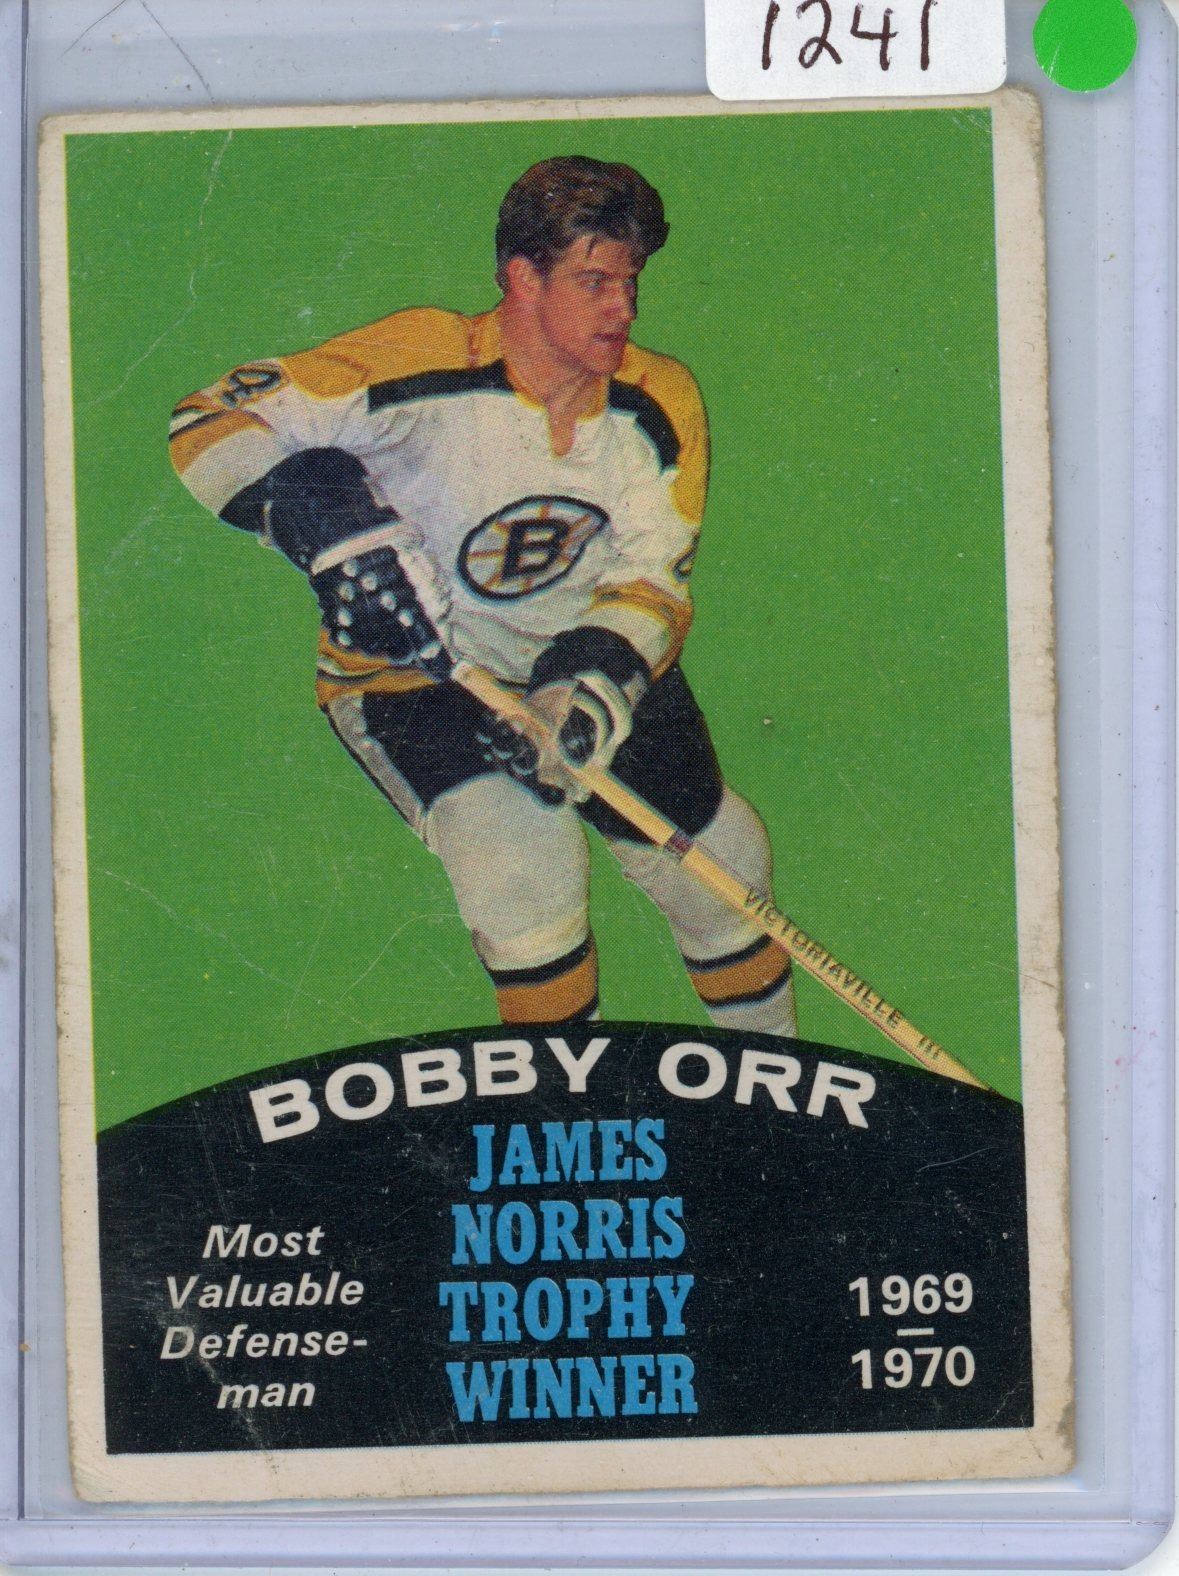 1241
B
VICTORIAVILLE
BOBBY ORR
JAMES
NORRIS
TROPHY
WINNER
Most
Valuable
Defense-
man
1969
—
1970